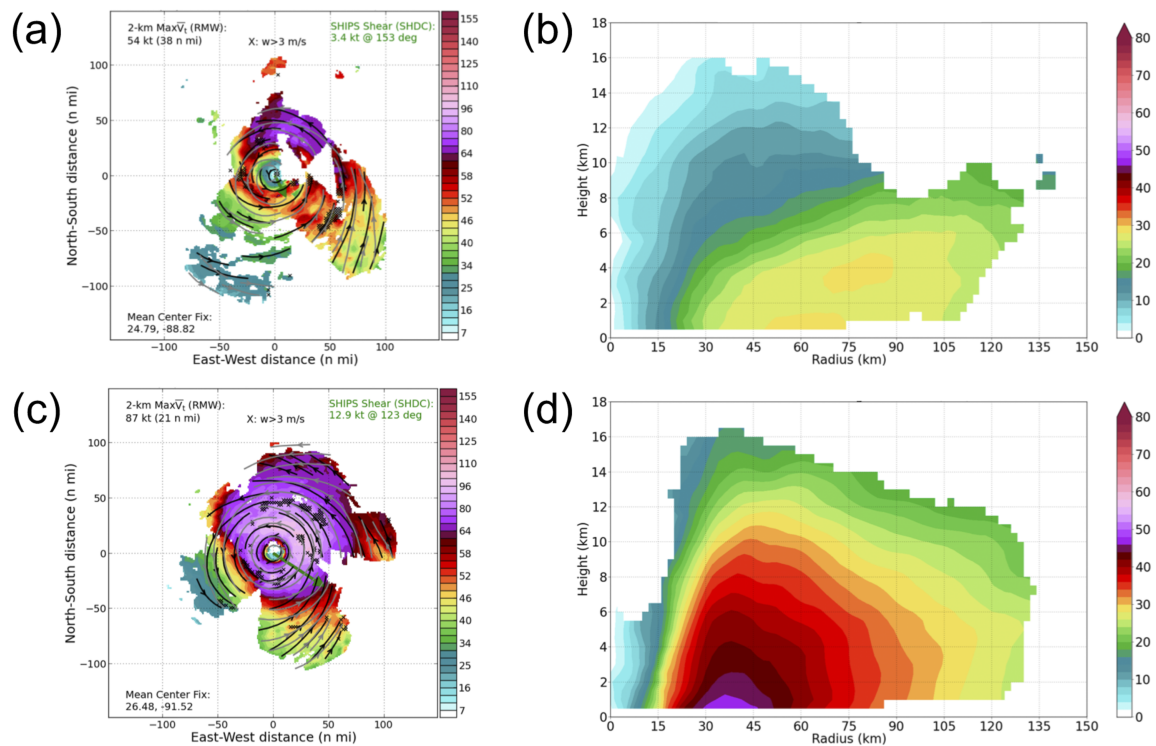 (a)
2-km MaxV̅t (RMW):
54 kt (38 n mi)
X: w>3 m/s
SHIPS Shear (SHDC):
3.4 kt @ 153 deg
North-South distance (n mi)
100
50
0
−50
−100
Mean Center Fix:
24.79, -88.82
−100 −50 0 50 100
East-West distance (n mi)
155
140
125
110
96
80
64
58
52
46
40
34
25
16
7
(b)
Height (km)
18
16
14
12
10
8
6
4
2
0
0 15 30 45 60 75 90 105 120 135 150
Radius (km)
80
70
60
50
40
30
20
10
0
(c)
2-km MaxV̅t (RMW):
87 kt (21 n mi)
X: w>3 m/s
SHIPS Shear (SHDC):
12.9 kt @ 123 deg
North-South distance (n mi)
100
50
0
−50
−100
Mean Center Fix:
26.48, -91.52
−100 −50 0 50 100
East-West distance (n mi)
155
140
125
110
96
80
64
58
52
46
40
34
25
16
7
(d)
Height (km)
18
16
14
12
10
8
6
4
2
0
0 15 30 45 60 75 90 105 120 135 150
Radius (km)
80
70
60
50
40
30
20
10
0